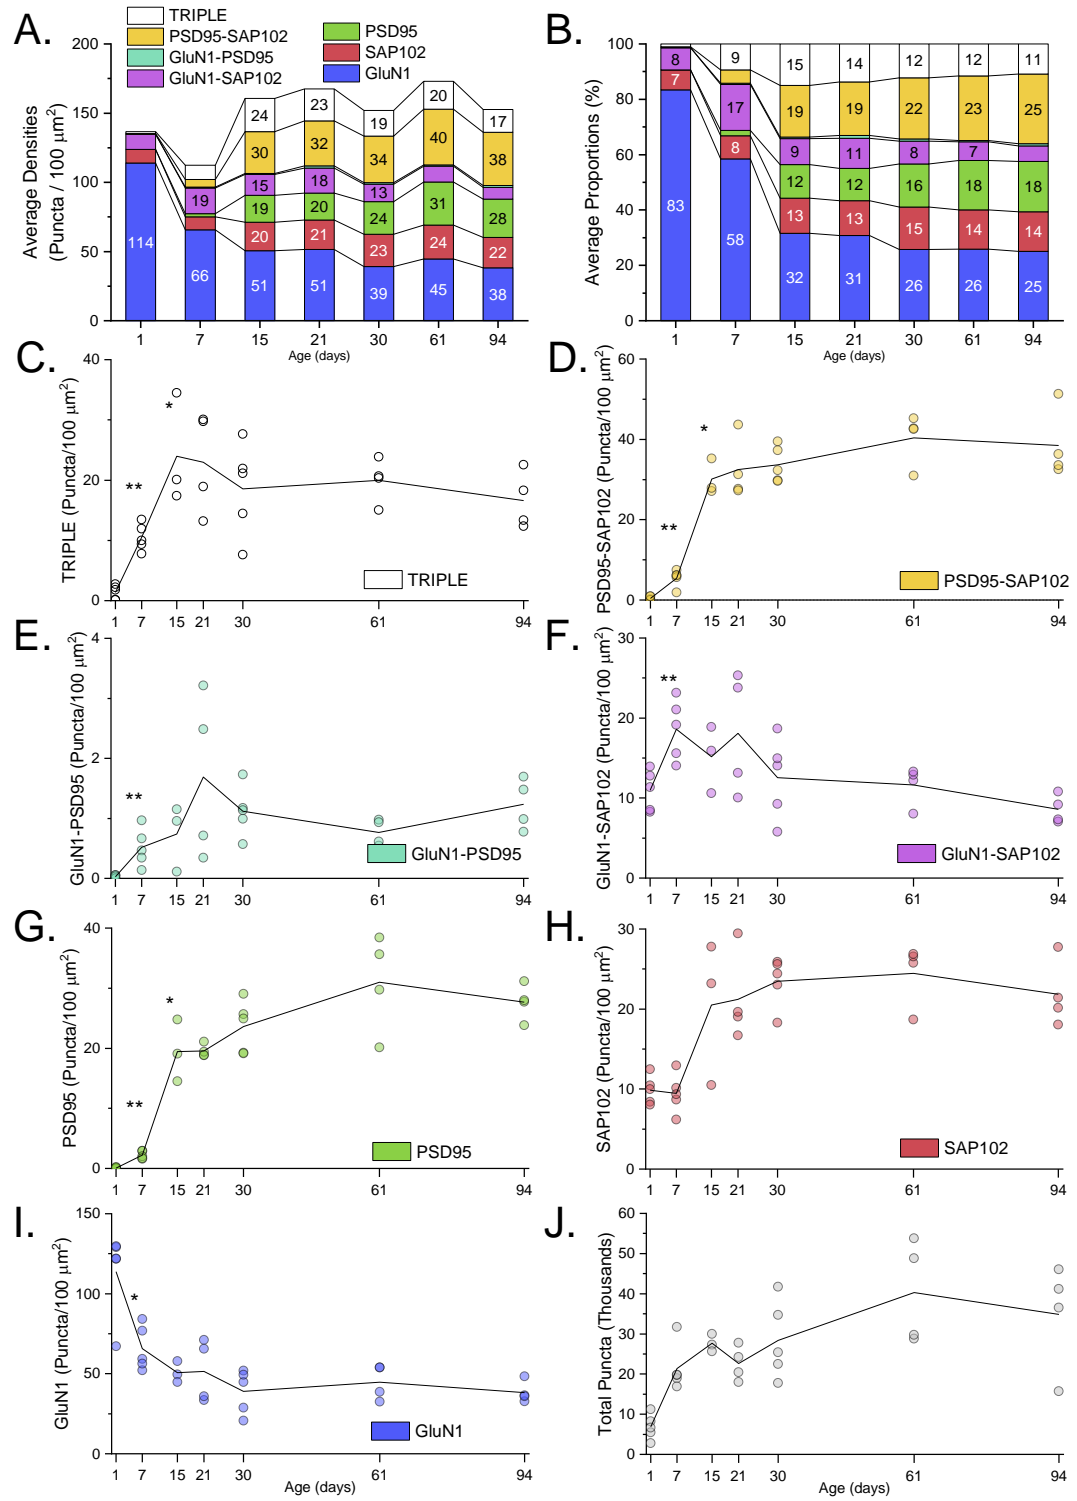 A.
TRIPLE
PSD95-SAP102
GluN1-PSD95
GluN1-SAP102
PSD95
SAP102
GluN1
Average Densities
(Puncta / 100 μm²)
200
150
100
50
0
114
66
19
24
30
15
19
20
51
23
32
18
20
21
51
19
34
13
24
23
39
20
40
31
24
45
17
38
28
22
38
1 7 15 21 30 61 94
Age (days)
B.
Average Proportions (%)
100
80
60
40
20
0
8
7
83
9
17
8
58
15
19
9
12
13
32
14
19
11
12
13
31
12
22
8
16
15
26
12
23
7
18
14
26
11
25
18
14
25
1 7 15 21 30 61 94
Age (days)
C.
TRIPLE (Puncta/100 μm²)
40
20
0
**
*
TRIPLE
1 7 15 21 30 61 94
D.
PSD95-SAP102 (Puncta/100 μm²)
60
40
20
0
**
*
PSD95-SAP102
1 7 15 21 30 61 94
E.
GluN1-PSD95 (Puncta/100 μm²)
4
2
0
**
GluN1-PSD95
1 7 15 21 30 61 94
F.
GluN1-SAP102 (Puncta/100 μm²)
30
20
10
0
**
GluN1-SAP102
1 7 15 21 30 61 94
G.
PSD95 (Puncta/100 μm²)
40
20
0
**
*
PSD95
1 7 15 21 30 61 94
H.
SAP102 (Puncta/100 μm²)
30
20
10
0
SAP102
1 7 15 21 30 61 94
I.
GluN1 (Puncta/100 μm²)
150
100
50
0
*
GluN1
1 7 15 21 30 61 94
Age (days)
J.
Total Puncta (Thousands)
60
50
40
30
20
10
0
1 7 15 21 30 61 94
Age (days)